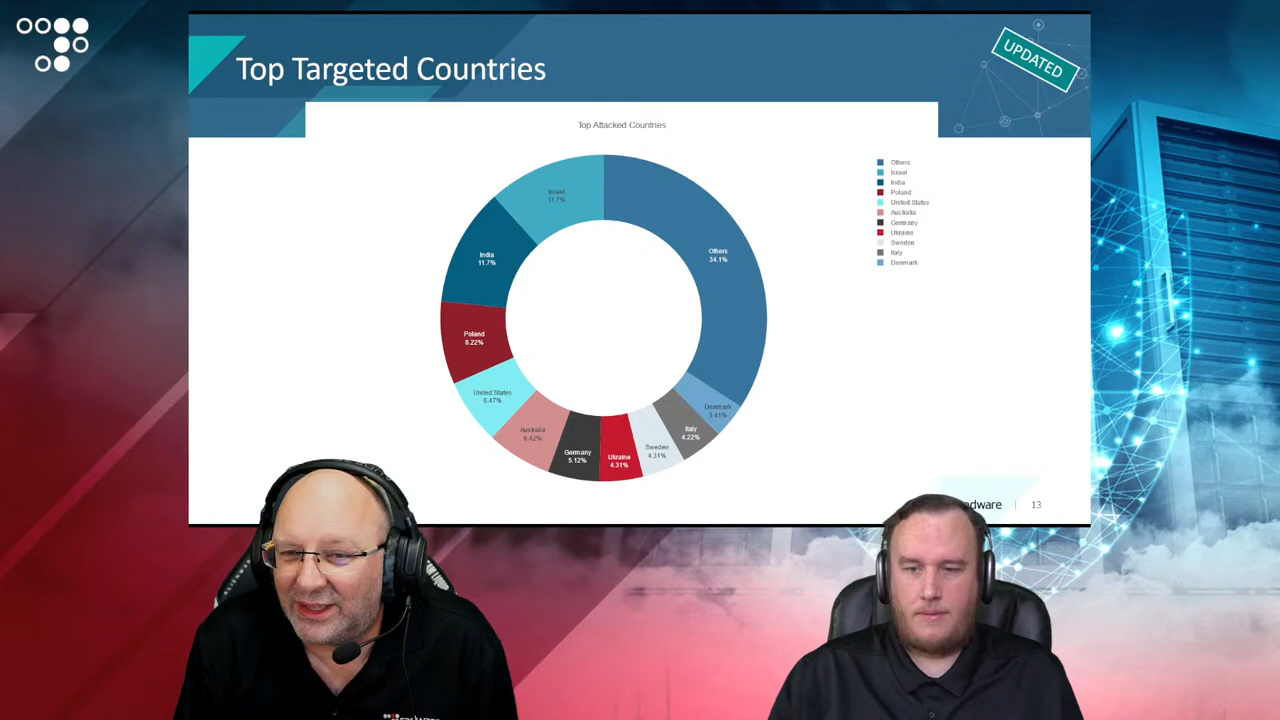 Top Targeted Countries
UPDATED
Top Attacked Countries
Israel
11.7%
India
11.7%
Poland
8.22%
United States
6.47%
Australia
6.42%
Germany
5.12%
Ukraine
4.31%
Sweden
4.31%
Italy
4.22%
Denmark
3.41%
Others
34.1%
Others
Israel
India
Poland
United States
Australia
Germany
Ukraine
Sweden
Italy
Denmark
adware | 13